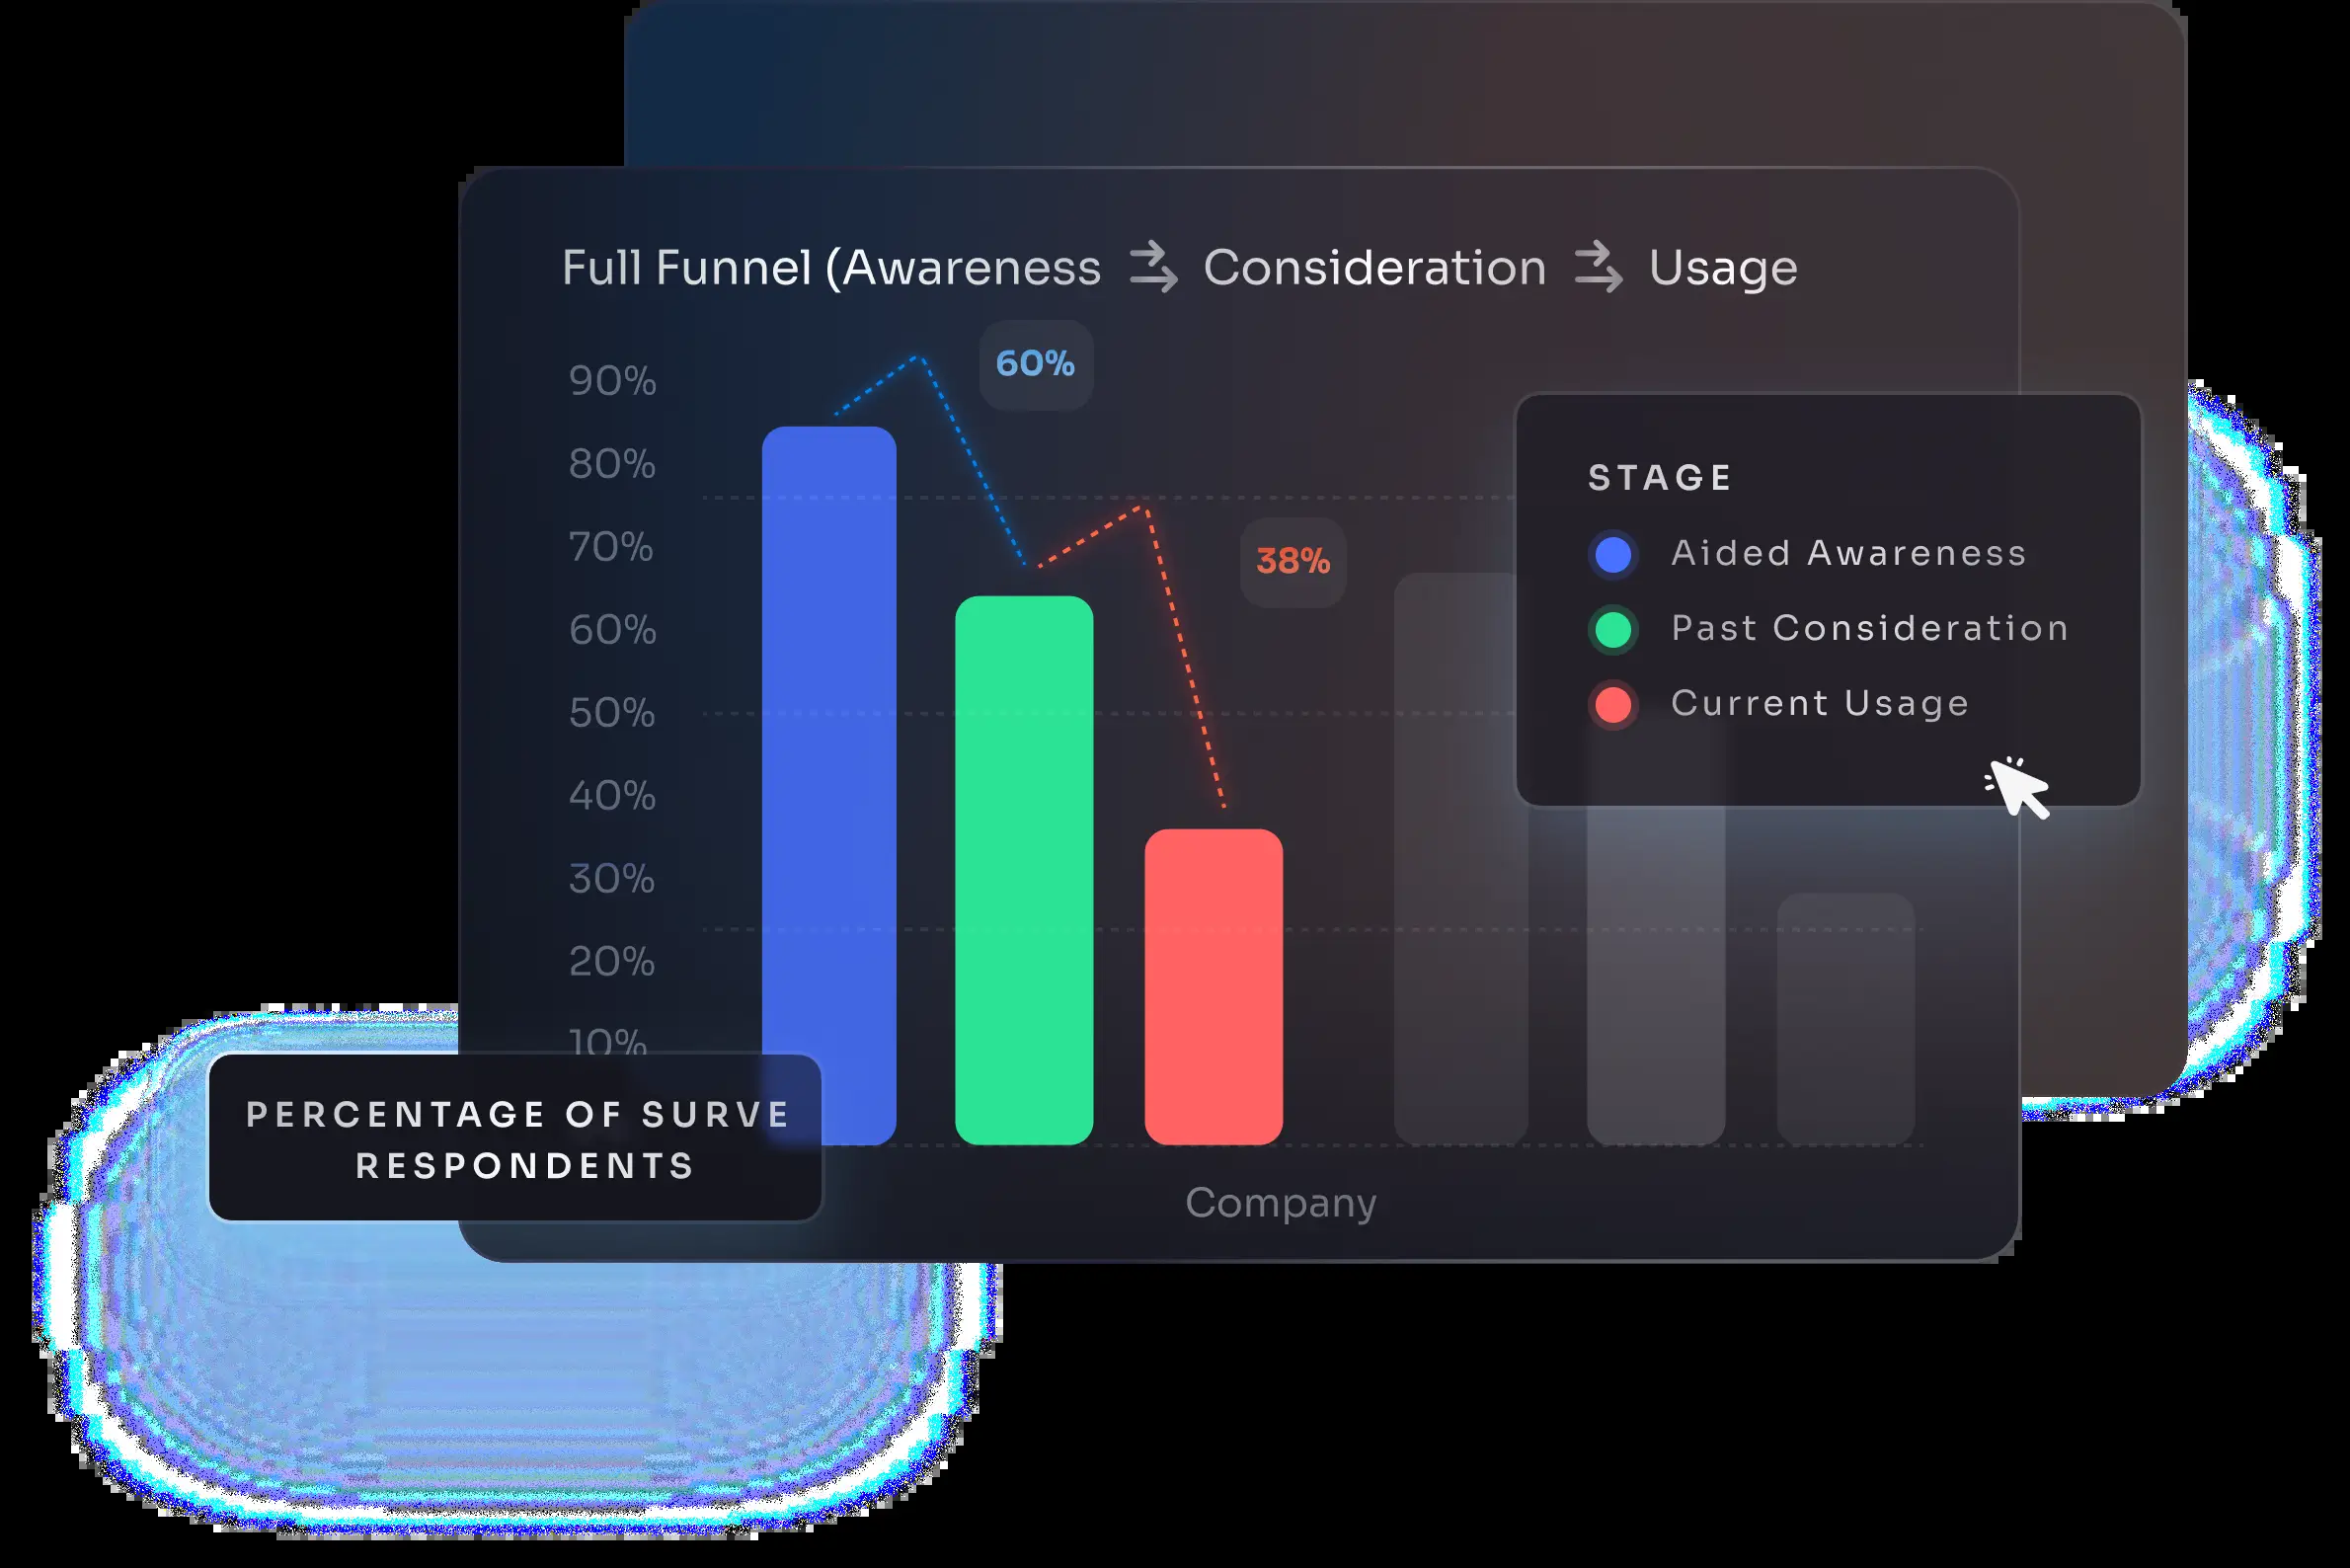 Full Funnel (Awareness Consideration Usage
60%
90%
80%
70%
60%
50%
40%
30%
20%
10%
38%
STAGE
Aided Awareness
Past Consideration
Current Usage
PERCENTAGE OF SURVE
RESPONDENTS
Company